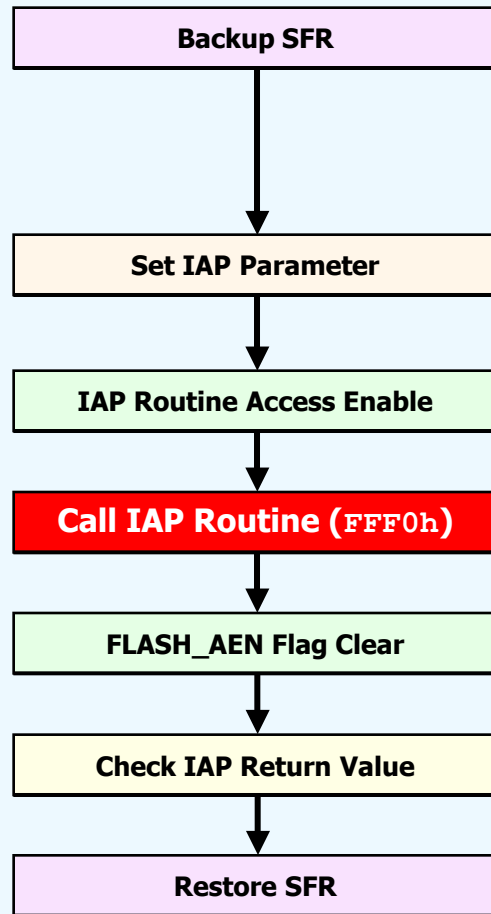 Backup SFR
Set IAP Parameter
IAP Routine Access Enable
Call IAP Routine (FFF0h)
FLASH_AEN Flag Clear
Check IAP Return Value
Restore SFR